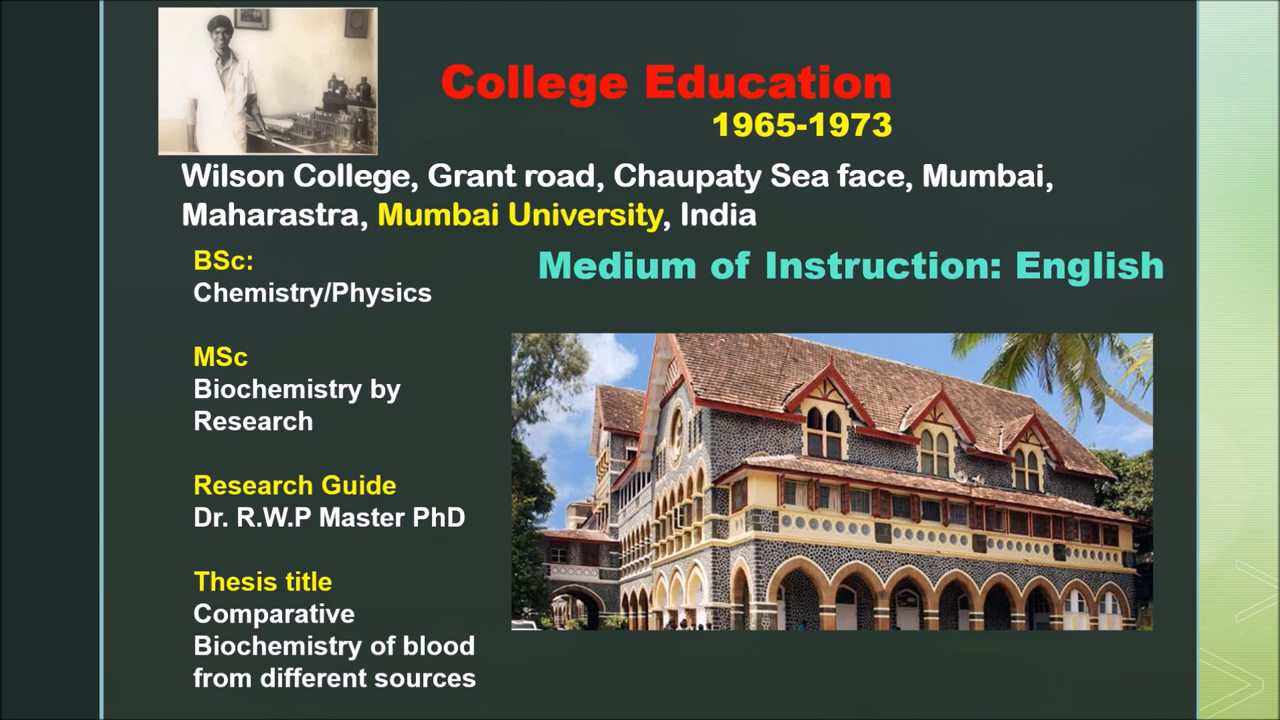 College Education
1965-1973
Wilson College, Grant road, Chaupaty Sea face, Mumbai,
Maharastra, Mumbai University, India
Medium of Instruction: English
BSc:
Chemistry/Physics
MSc
Biochemistry by
Research
Research Guide
Dr. R.W.P Master PhD
Thesis title
Comparative
Biochemistry of blood
from different sources